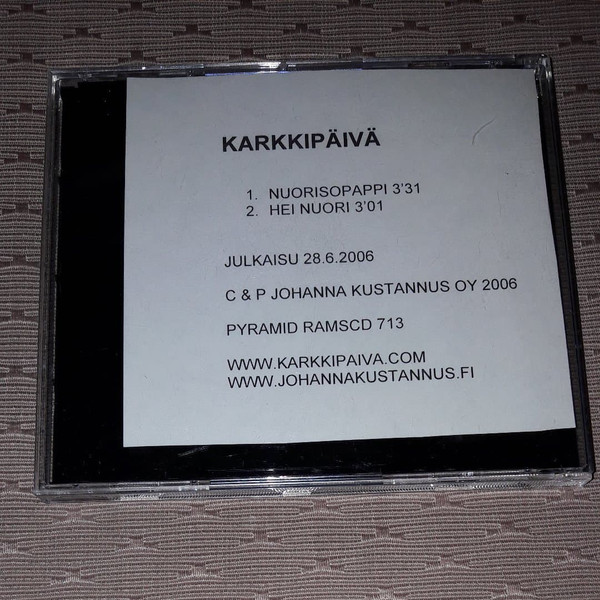 KARKKIPÄIVÄ
1. NUORISOPAPPI 3'31
2. HEI NUORI 3'01
JULKAISU 28.6.2006
C & P JOHANNA KUSTANNUS OY 2006
PYRAMID RAMSCD 713
WWW.KARKKIPAIVA.COM
WWW.JOHANNAKUSTANNUS.FI